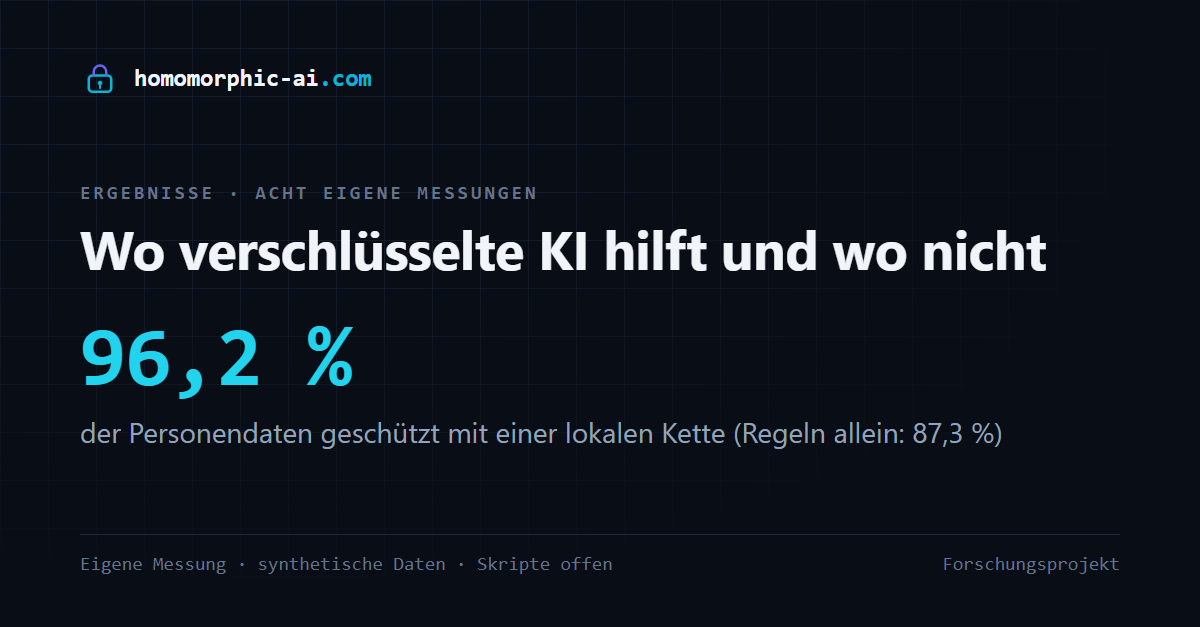 homomorphic-ai.com
ERGEBNISSE · ACHT EIGENE MESSUNGEN
Wo verschlüsselte KI hilft und wo nicht
96,2 %
der Personendaten geschützt mit einer lokalen Kette (Regeln allein: 87,3 %)
Eigene Messung · synthetische Daten · Skripte offen
Forschungsprojekt